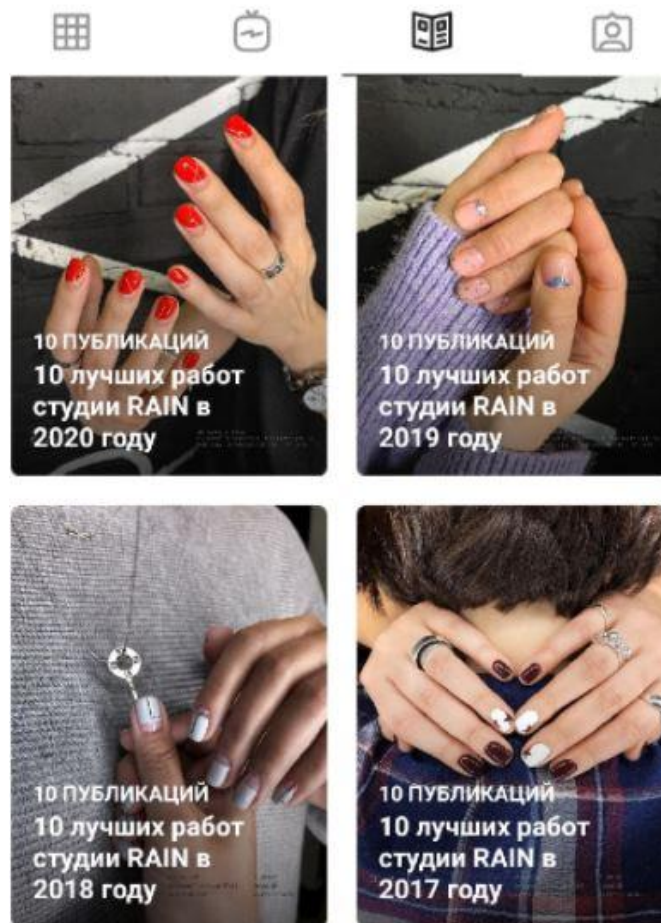 10 ПУБЛИКАЦИЙ
10 лучших работ
студии RAIN в
2020 году
10 ПУБЛИКАЦИЙ
10 лучших работ
студии RAIN в
2019 году
10 ПУБЛИКАЦИЙ
10 лучших работ
студии RAIN в
2018 году
10 ПУБЛИКАЦИЙ
10 лучших работ
студии RAIN в
2017 году